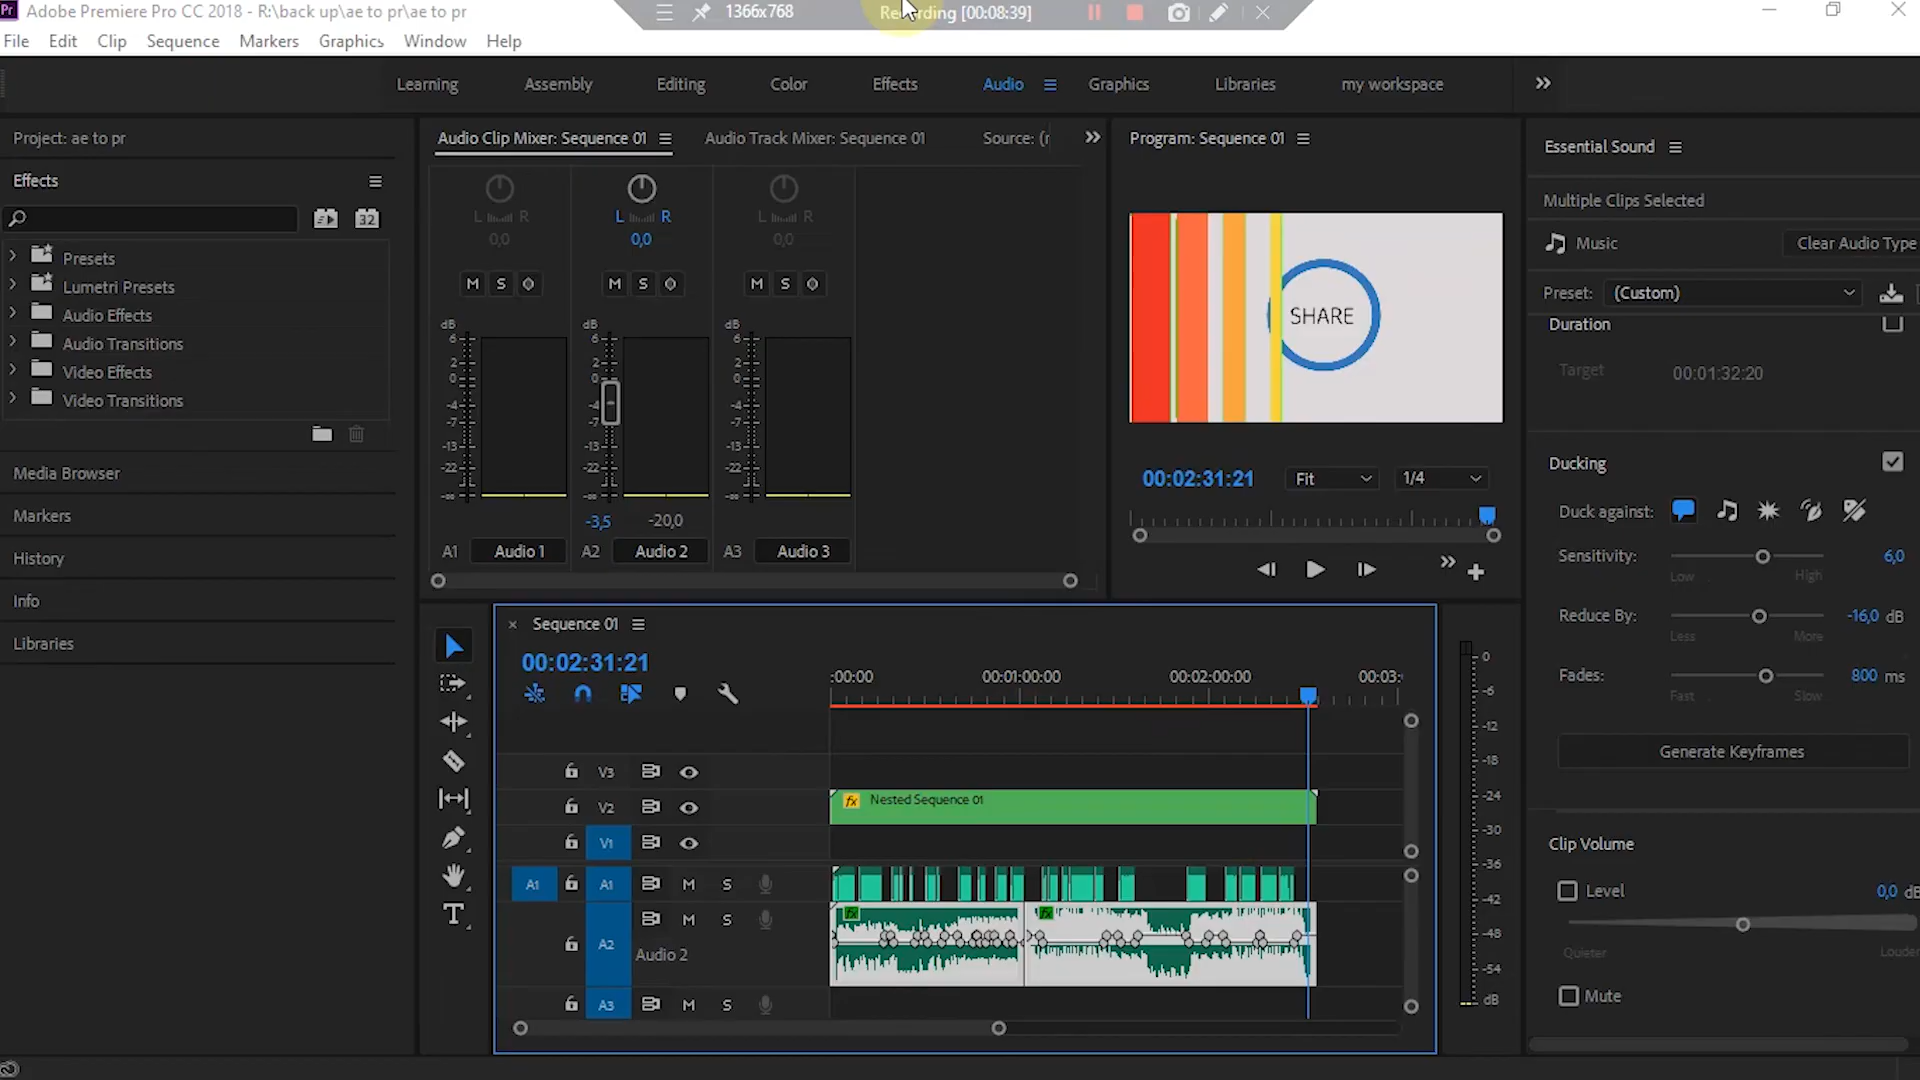 Pr Adobe Premiere Pro CC 2018 - R:\back up\ae to pr\ae to pr
1366x768
Recording [00:08:39]
File Edit Clip Sequence Markers Graphics Window Help
Learning Assembly Editing Color Effects Audio Graphics Libraries my workspace
Project: ae to pr
Effects
32
Presets
Lumetri Presets
Audio Effects
Audio Transitions
Video Effects
Video Transitions
Media Browser
Markers
History
Info
Libraries
Audio Clip Mixer: Sequence 01
Audio Track Mixer: Sequence 01
Source: (r
L R L R L R
0,0 0,0 0,0
M S M S M S
dB dB dB
6 6 6
2 2 2
0 0 0
-4 -4 -4
-7 -7 -7
-13 -13 -13
-22 -22 -22
-∞ -∞ -∞
-3,5 -20,0
A1 Audio 1 A2 Audio 2 A3 Audio 3
Program: Sequence 01
SHARE
00:02:31:21 Fit 1/4
Essential Sound
Multiple Clips Selected
Music Clear Audio Type
Preset: (Custom)
Duration
Target 00:01:32:20
Ducking
Duck against:
Sensitivity: 6,0
Low High
Reduce By: -16,0 dB
Less More
Fades: 800 ms
Fast Slow
Generate Keyframes
Clip Volume
Level 0,0 dB
Quieter Louder
Mute
Sequence 01
00:02:31:21
:00:00 00:01:00:00 00:02:00:00 00:03:
V3
V2
fx Nested Sequence 01
V1
A1 A1 M S
M S
fx fx
A2
Audio 2
A3 M S
T
0
-6
-12
-18
-24
-30
-36
-42
-48
-54
dB